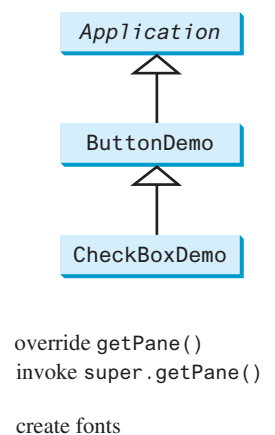 Application
ButtonDemo
CheckBoxDemo
override getPane()
invoke super.getPane()
create fonts